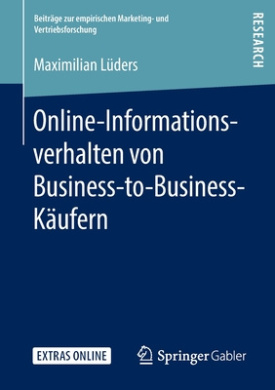 Beiträge zur empirischen Marketing- und
Vertriebsforschung
RESEARCH
Maximilian Lüders
Online-Informations-
verhalten von
Business-to-Business-
Käufern
EXTRAS ONLINE
Springer Gabler